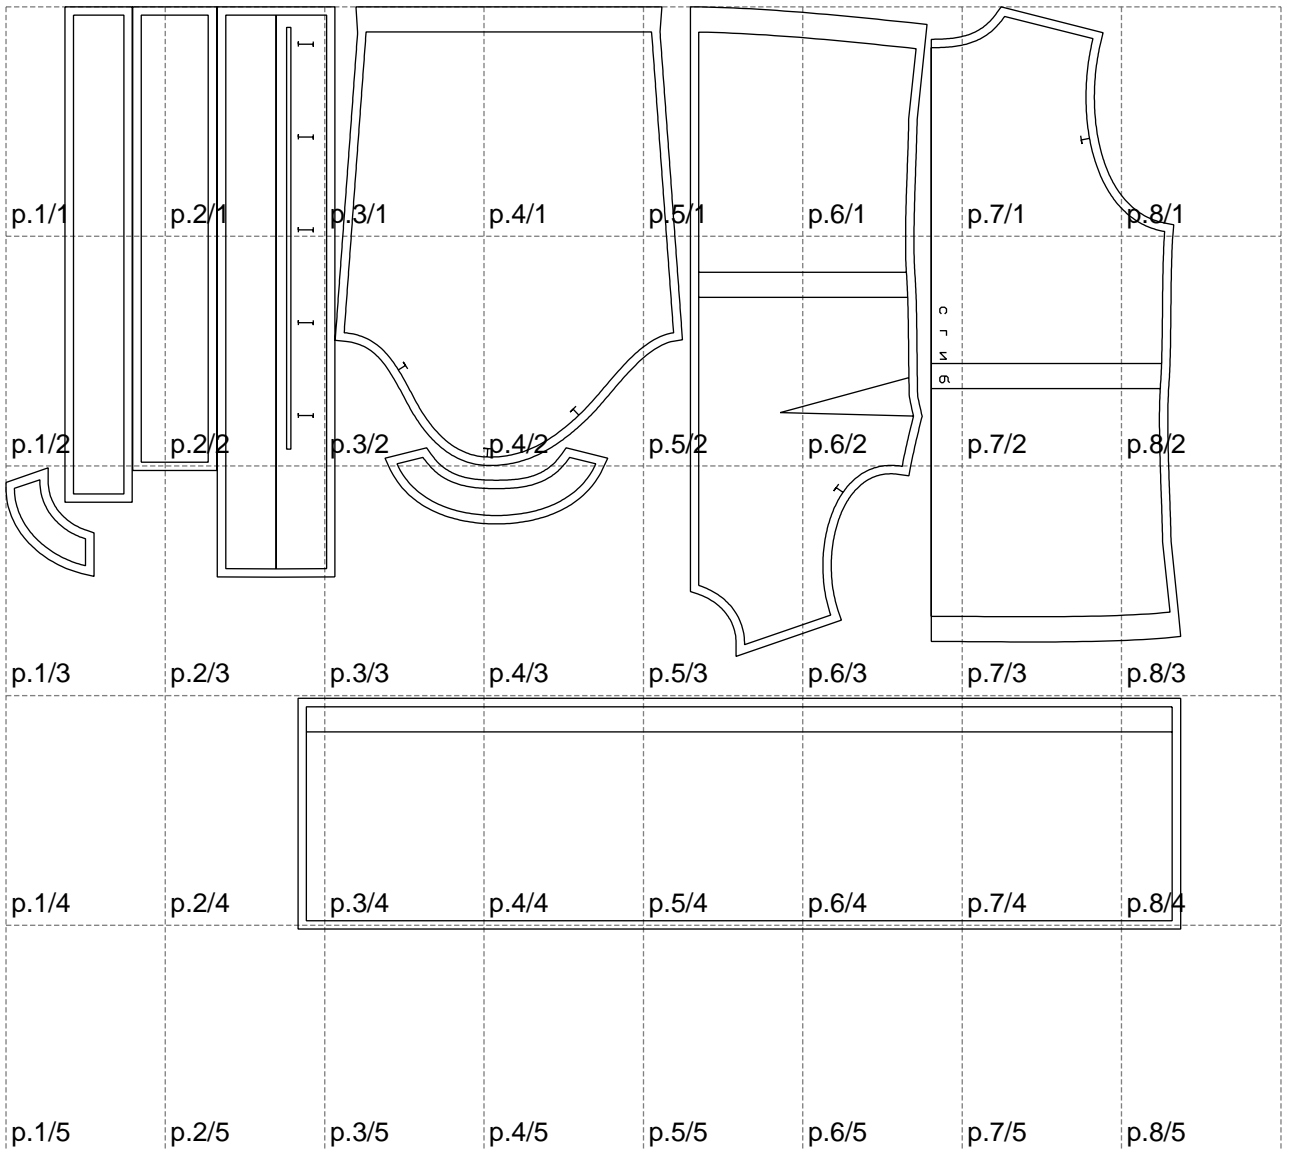 p.1/1 p.2/1 p.3/1 p.4/1 p.5/1 p.6/1 p.7/1 p.8/1
сгиб
p.1/2 p.2/2 p.3/2 p.4/2 p.5/2 p.6/2 p.7/2 p.8/2
p.1/3 p.2/3 p.3/3 p.4/3 p.5/3 p.6/3 p.7/3 p.8/3
p.1/4 p.2/4 p.3/4 p.4/4 p.5/4 p.6/4 p.7/4 p.8/4
p.1/5 p.2/5 p.3/5 p.4/5 p.5/5 p.6/5 p.7/5 p.8/5